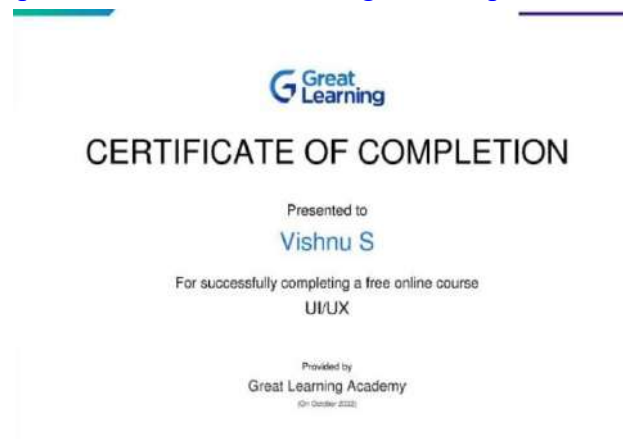 Great
Learning
CERTIFICATE OF COMPLETION
Presented to
Vishnu S
For successfully completing a free online course
UI/UX
Provided by
Great Learning Academy
(On October 2022)